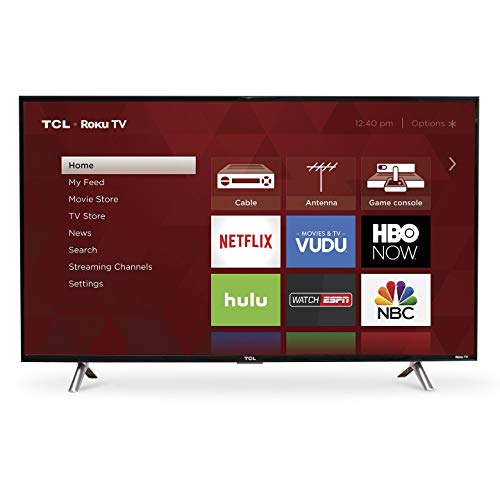 TCL • Roku TV
12:40 pm | Options ∗
Home
My Feed
Movie Store
TV Store
News
Search
Streaming Channels
Settings
Cable
Antenna
Game console
NETFLIX
MOVIES & TV
VUDU
HBO
NOW
hulu
WATCH ESPN
NBC
TCL
Roku TV